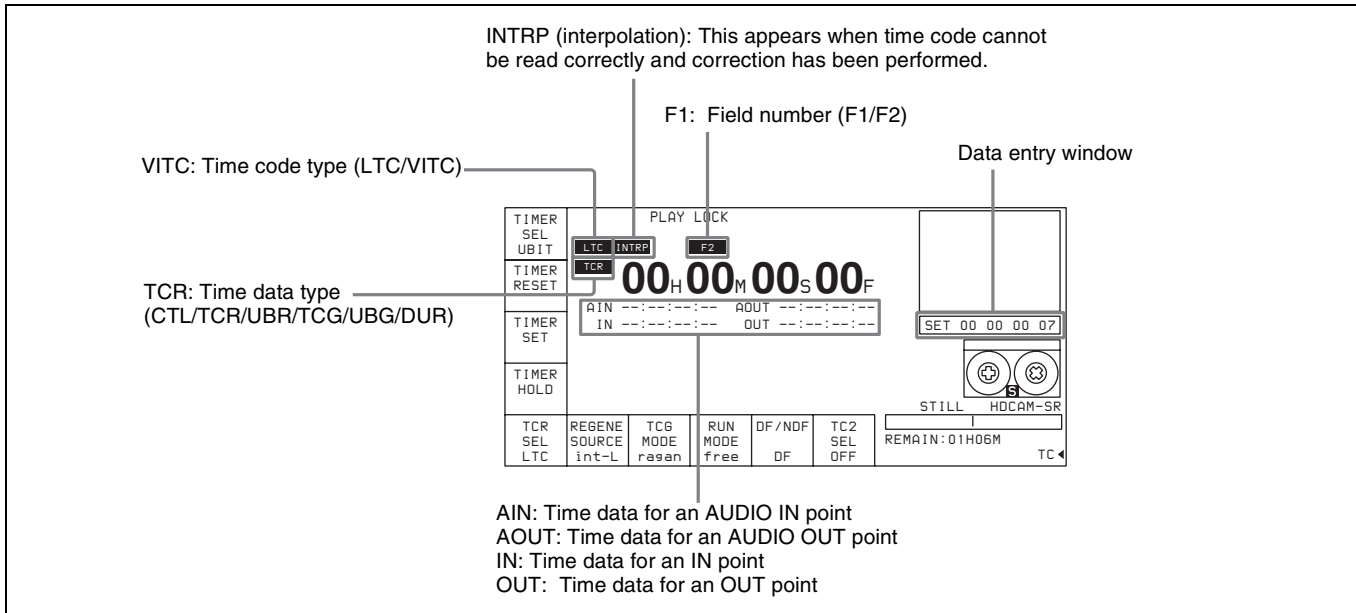 INTRP (interpolation): This appears when time code cannot
be read correctly and correction has been performed.
F1: Field number (F1/F2)
Data entry window
VITC: Time code type (LTC/VITC)
TCR: Time data type
(CTL/TCR/UBR/TCG/UBG/DUR)
TIMER
SEL
UBIT
PLAY LOCK
LTC INTRP F2
TIMER
RESET
TCR
00H00M00S00F
AIN --:--:--:-- AOUT --:--:--:--
IN --:--:--:-- OUT --:--:--:--
TIMER
SET
SET 00 00 00 07
TIMER
HOLD
S
STILL HDCAM-SR
TCR
SEL
LTC
REGENE
SOURCE
int-L
TCG
MODE
ragan
RUN
MODE
free
DF/NDF
DF
TC2
SEL
OFF
REMAIN:01H06M
TC◀
AIN: Time data for an AUDIO IN point
AOUT: Time data for an AUDIO OUT point
IN: Time data for an IN point
OUT: Time data for an OUT point